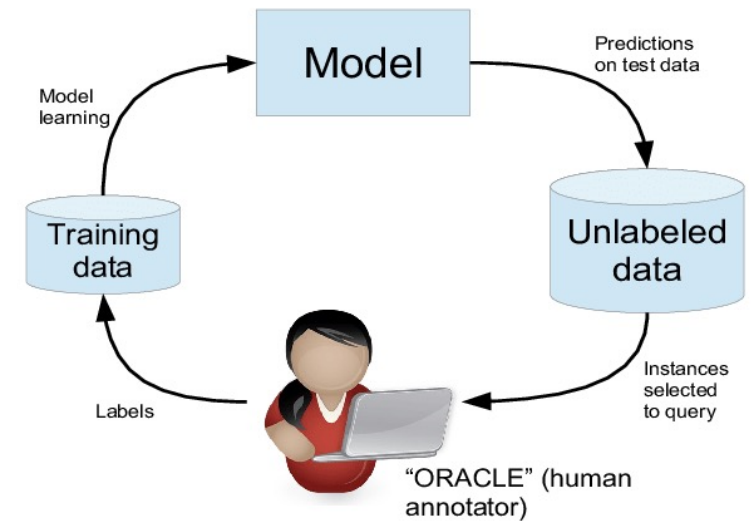 Model
Predictions
on test data
Model
learning
Training
data
Unlabeled
data
Labels
Instances
selected
to query
“ORACLE” (human
annotator)